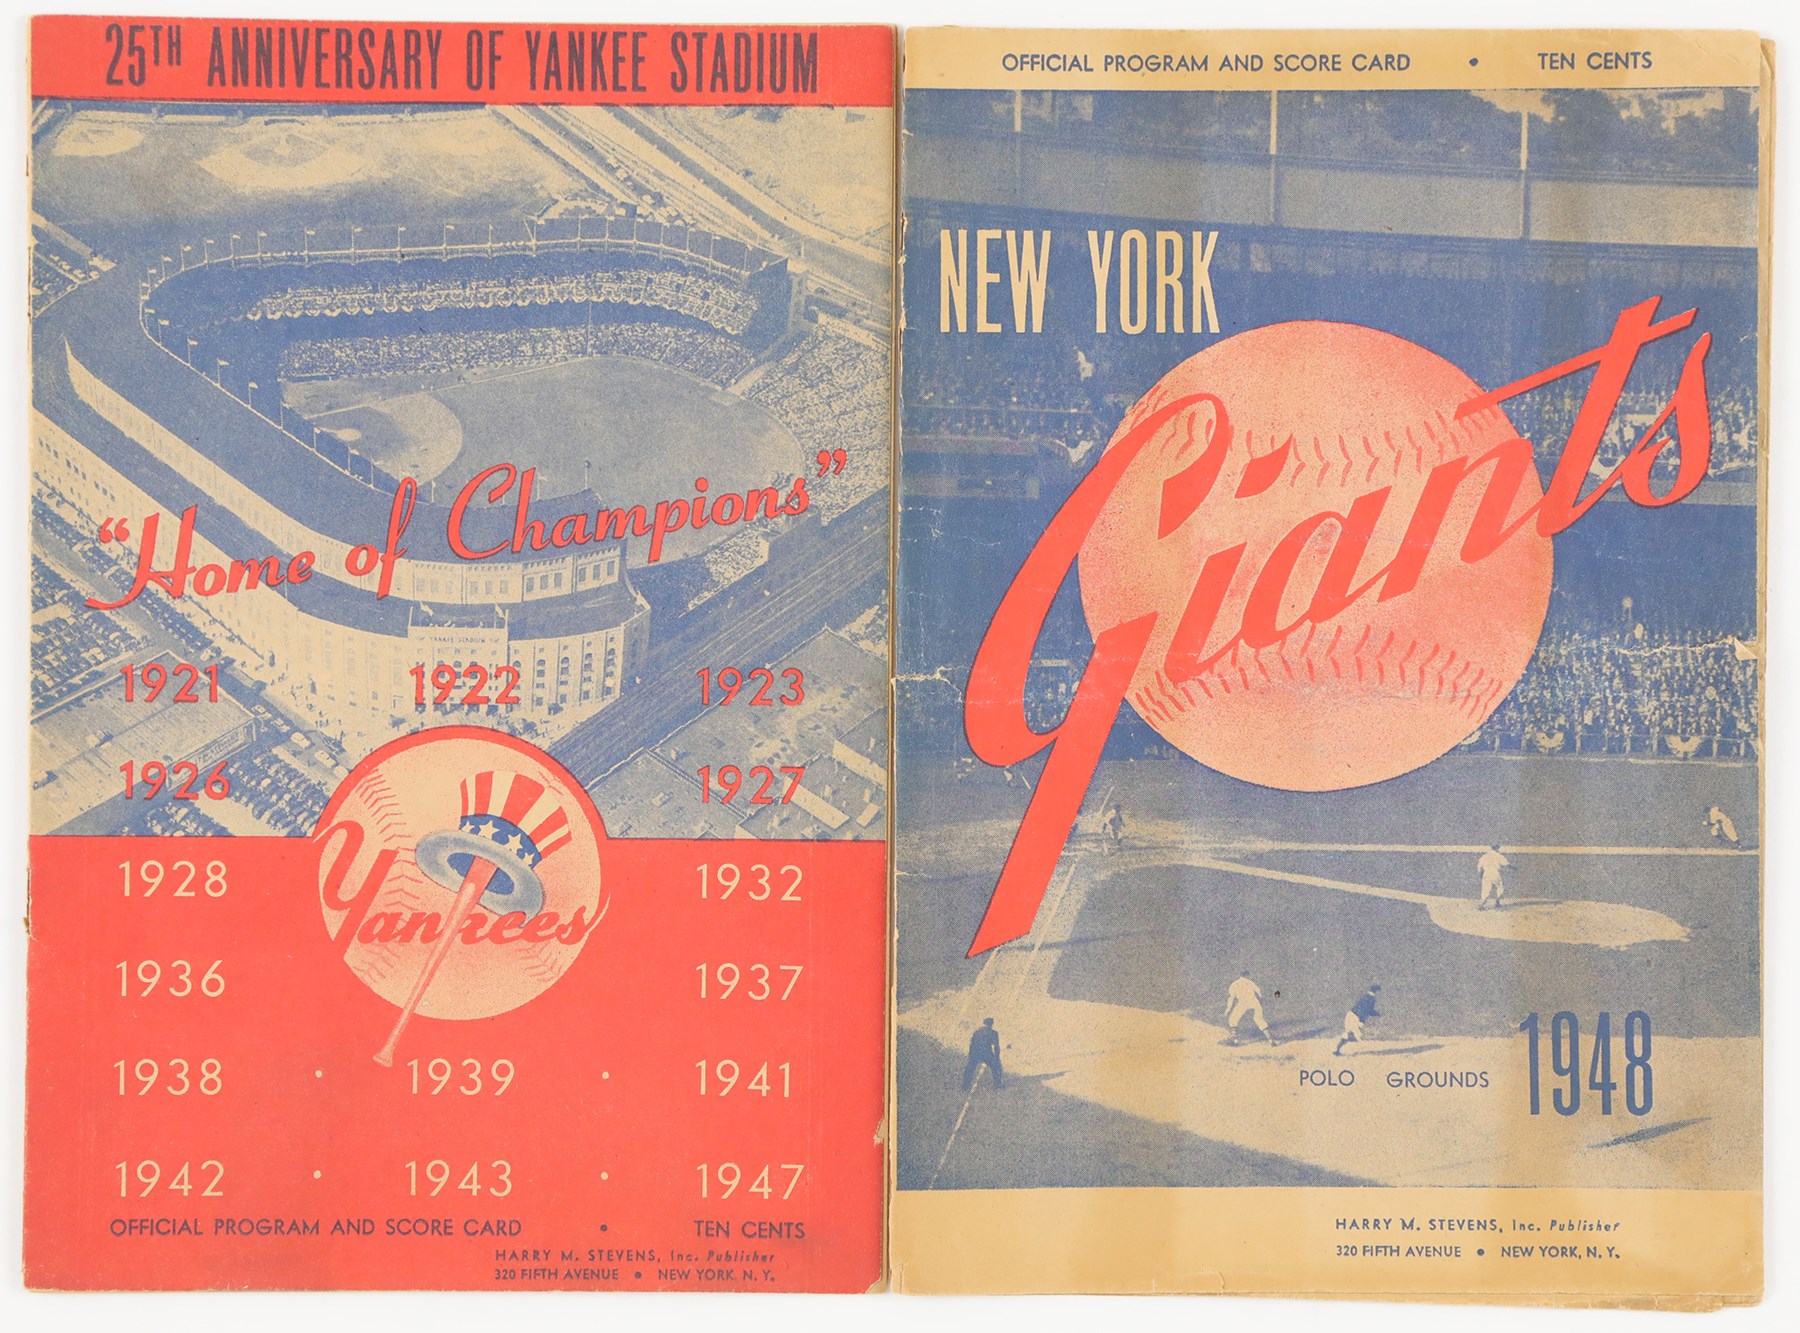 25TH ANNIVERSARY OF YANKEE STADIUM
"Home of Champions"
YANKEE STADIUM
1921 1922 1923
1926 1927
Yankees
1928 1932
1936 1937
1938 • 1939 • 1941
1942 • 1943 • 1947
OFFICIAL PROGRAM AND SCORE CARD • TEN CENTS
HARRY M. STEVENS, Inc. Publisher
320 FIFTH AVENUE • NEW YORK, N. Y.
OFFICIAL PROGRAM AND SCORE CARD • TEN CENTS
NEW YORK
Giants
POLO GROUNDS 1948
HARRY M. STEVENS, Inc. Publisher
320 FIFTH AVENUE • NEW YORK, N. Y.